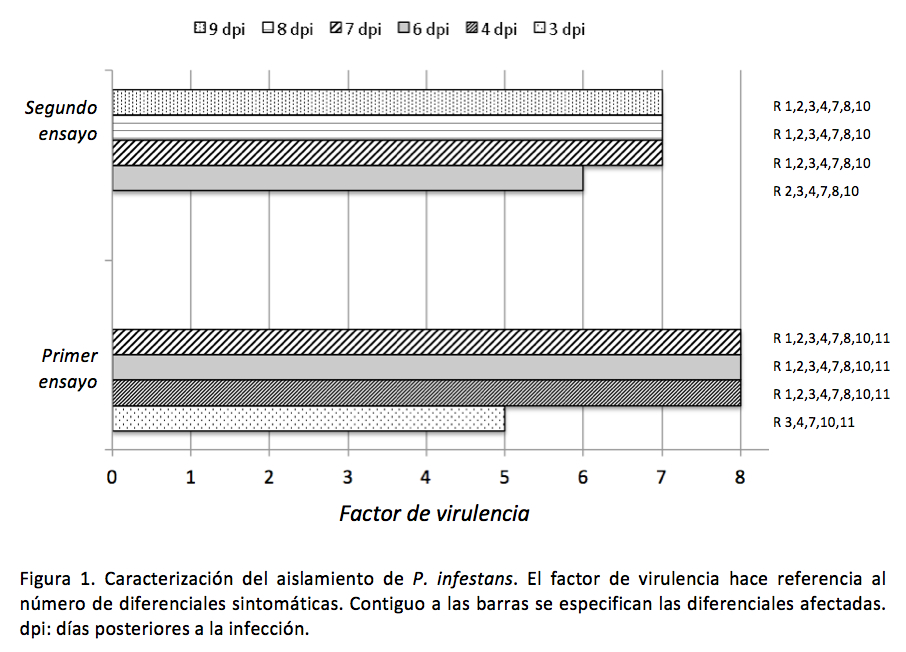 9 dpi 8 dpi 7 dpi 6 dpi 4 dpi 3 dpi
Segundo
ensayo
R 1,2,3,4,7,8,10
R 1,2,3,4,7,8,10
R 1,2,3,4,7,8,10
R 2,3,4,7,8,10
Primer
ensayo
R 1,2,3,4,7,8,10,11
R 1,2,3,4,7,8,10,11
R 1,2,3,4,7,8,10,11
R 3,4,7,10,11
0 1 2 3 4 5 6 7 8
Factor de virulencia
Figura 1. Caracterización del aislamiento de P. infestans. El factor de virulencia hace referencia al
número de diferenciales sintomáticas. Contiguo a las barras se especifican las diferenciales afectadas.
dpi: días posteriores a la infección.